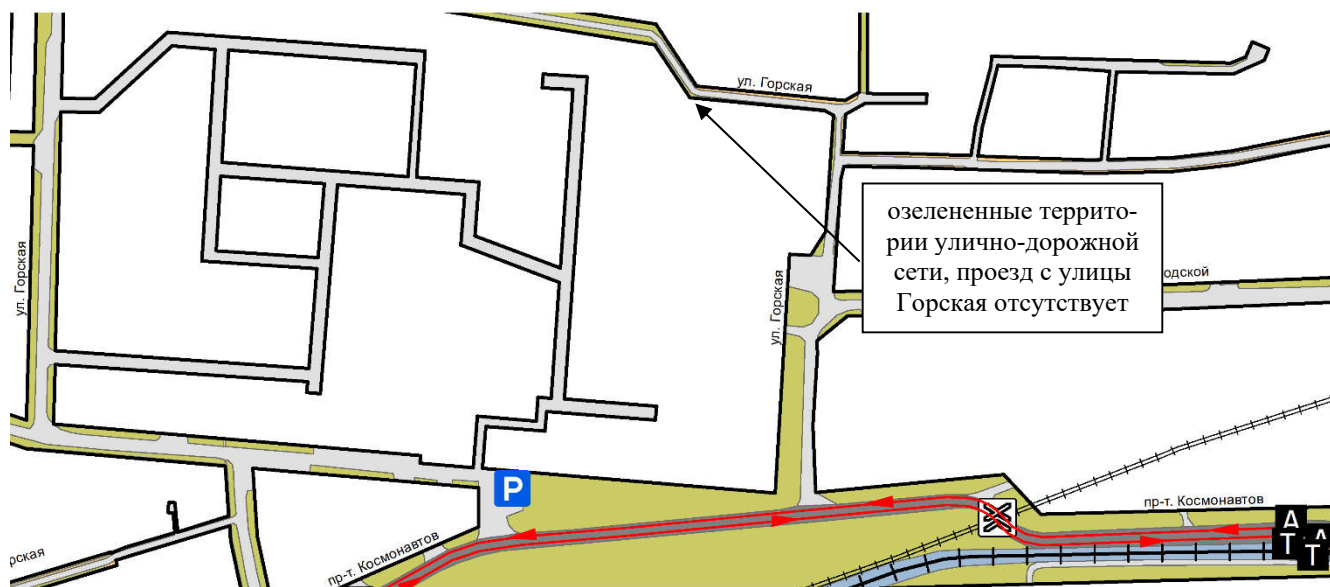 ул. Горская
озелененные террито-
рии улично-дорожной
сети, проезд с улицы
Горская отсутствует
одской
ул. Горская
ул. Горская
P
пр-т. Космонавтов
А
Т
А
Т
рская
пр-т. Космонавтов